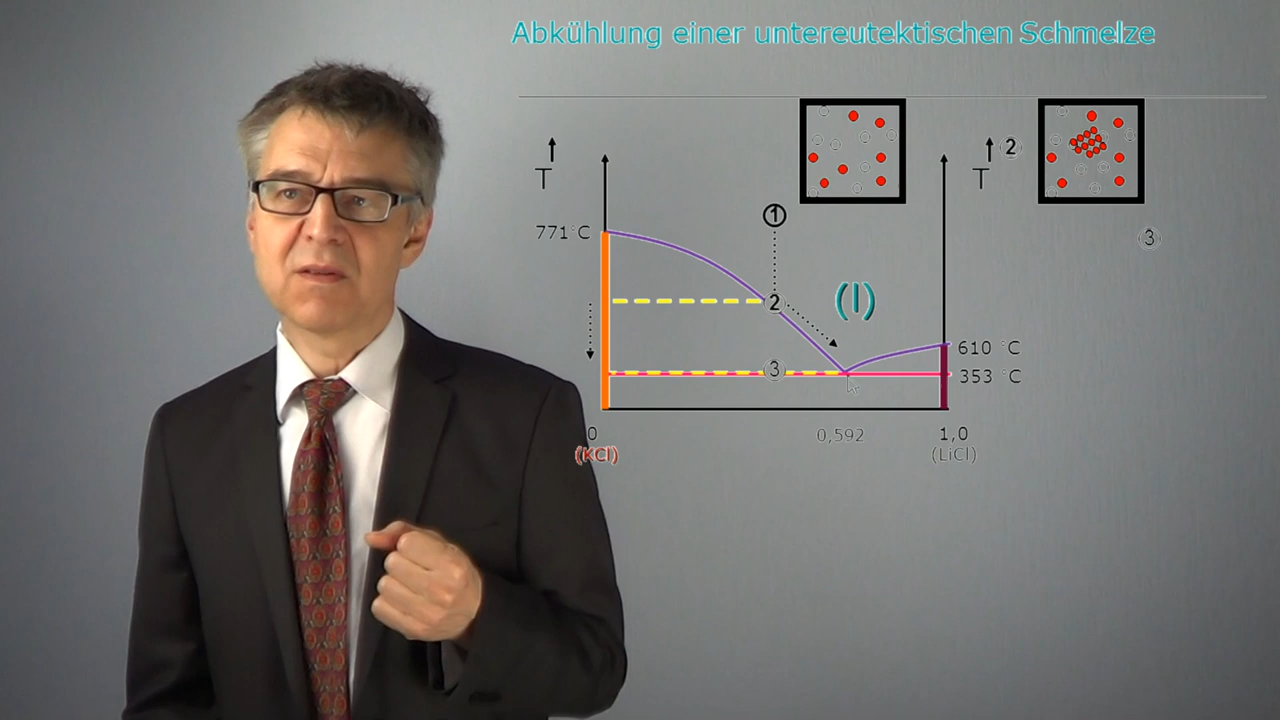 Abkühlung einer untereutektischen Schmelze
T
T
2
1
771°C
3
2
(l)
610 °C
3
353 °C
0
0,592
1,0
(KCl)
(LiCl)